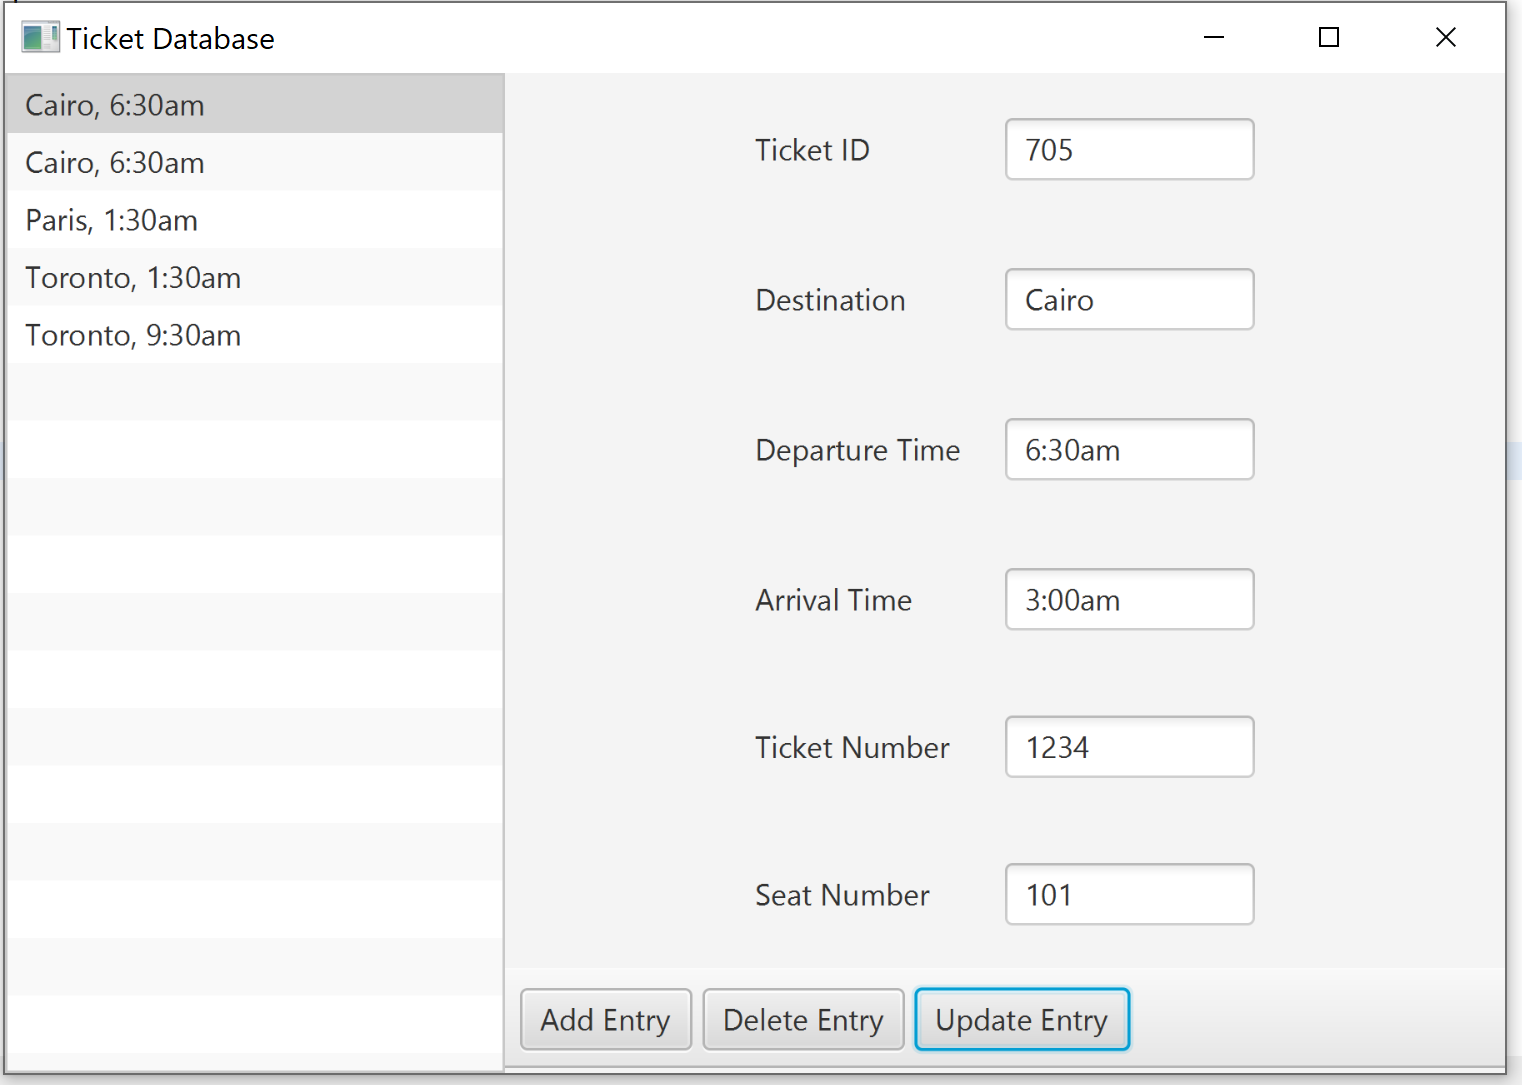 Ticket Database
Cairo, 6:30am
Cairo, 6:30am
Paris, 1:30am
Toronto, 1:30am
Toronto, 9:30am
Ticket ID 705
Destination Cairo
Departure Time 6:30am
Arrival Time 3:00am
Ticket Number 1234
Seat Number 101
Add Entry Delete Entry Update Entry